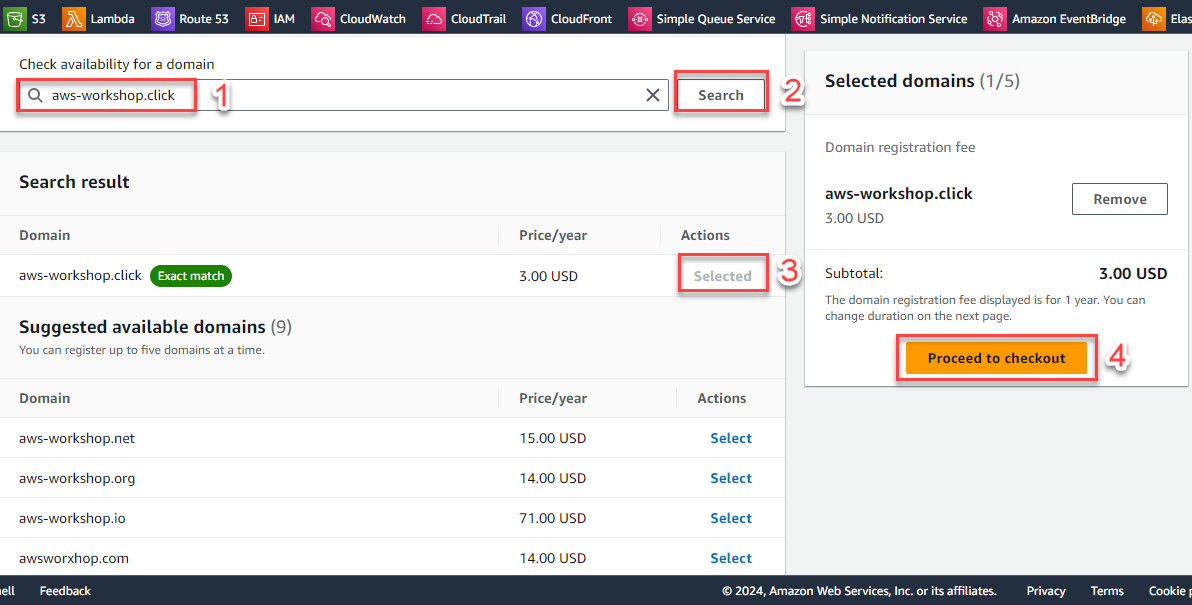 S3 Lambda Route 53 IAM CloudWatch CloudTrail CloudFront Simple Queue Service Simple Notification Service Amazon EventBridge
Check availability for a domain
aws-workshop.click 1 Search 2
Search result
Domain Price/year Actions
aws-workshop.click Exact match 3.00 USD Selected 3
Suggested available domains (9)
You can register up to five domains at a time.
Domain Price/year Actions
aws-workshop.net 15.00 USD Select
aws-workshop.org 14.00 USD Select
aws-workshop.io 71.00 USD Select
awsworxhop.com 14.00 USD Select
Selected domains (1/5)
Domain registration fee
aws-workshop.click Remove
3.00 USD
Subtotal: 3.00 USD
The domain registration fee displayed is for 1 year. You can
change duration on the next page.
Proceed to checkout 4
Feedback © 2024, Amazon Web Services, Inc. or its affiliates. Privacy Terms Cookie